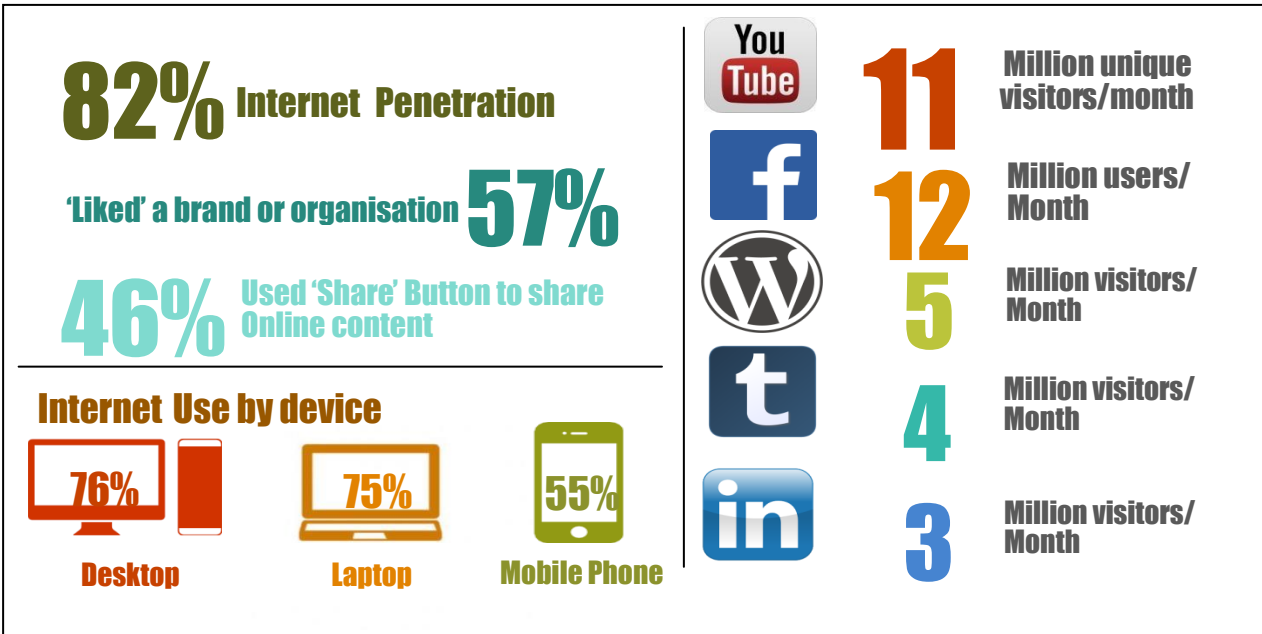 82% Internet Penetration
'Liked' a brand or organisation 57%
46% Used 'Share' Button to share
Online content
Internet Use by device
76%
75%
55%
Desktop
Laptop
Mobile Phone
You
Tube
11
Million unique
visitors/month
f
12
Million users/
Month
W
5
Million visitors/
Month
t
4
Million visitors/
Month
in
3
Million visitors/
Month